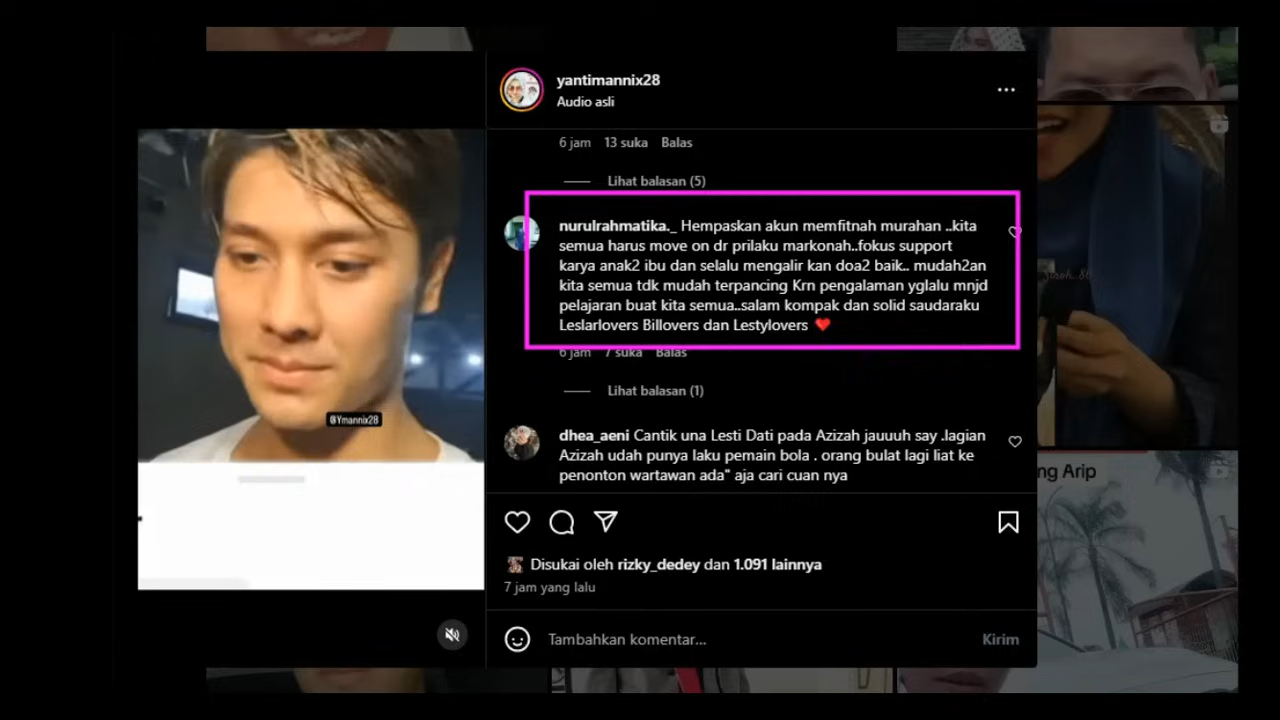 yantimannix28
Audio asli
6 jam 13 suka Balas
Lihat balasan (5)
nurulrahmatika._ Hempaskan akun memfitnah murahan ..kita
semua harus move on dr prilaku markonah..fokus support
karya anak2 ibu dan selalu mengalir kan doa2 baik.. mudah2an
kita semua tdk mudah terpancing Krn pengalaman yglalu mnjd
pelajaran buat kita semua..salam kompak dan solid saudaraku
Leslarlovers Billovers dan Lestylovers ❤️
6 jam 7 suka Balas
Lihat balasan (1)
dhea_aeni Cantik una Lesti Dati pada Azizah jauuuh say .lagian
Azizah udah punya laku pemain bola . orang bulat lagi liat ke
penonton wartawan ada" aja cari cuan nya
@Ymannix28
ng Arip
Disukai oleh rizky_dedey dan 1.091 lainnya
7 jam yang lalu
Tambahkan komentar...
Kirim